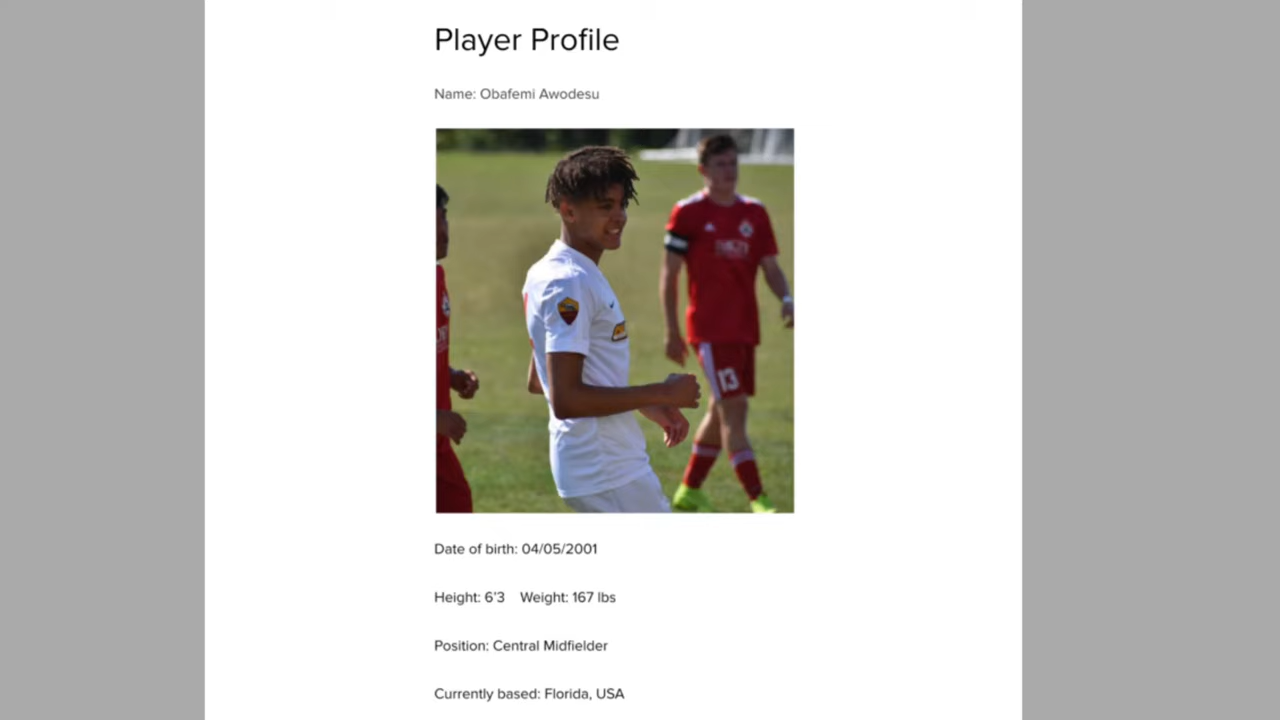 Player Profile
Name: Obafemi Awodesu
13
Date of birth: 04/05/2001
Height: 6'3 Weight: 167 lbs
Position: Central Midfielder
Currently based: Florida, USA